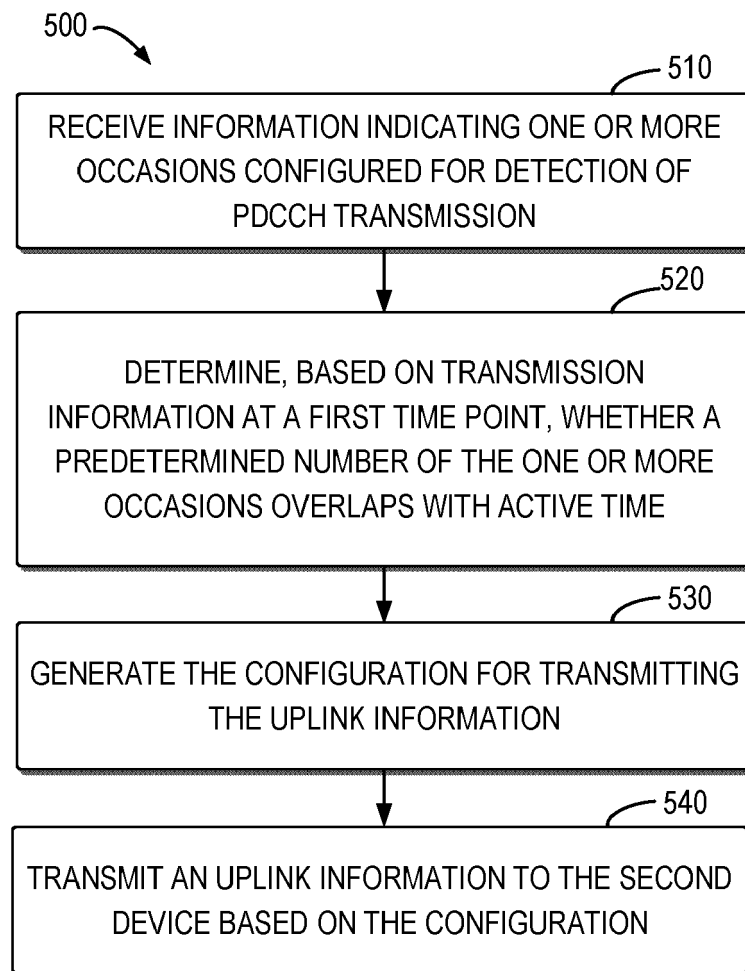 500
510
RECEIVE INFORMATION INDICATING ONE OR MORE
OCCASIONS CONFIGURED FOR DETECTION OF
PDCCH TRANSMISSION
520
DETERMINE, BASED ON TRANSMISSION
INFORMATION AT A FIRST TIME POINT, WHETHER A
PREDETERMINED NUMBER OF THE ONE OR MORE
OCCASIONS OVERLAPS WITH ACTIVE TIME
530
GENERATE THE CONFIGURATION FOR TRANSMITTING
THE UPLINK INFORMATION
540
TRANSMIT AN UPLINK INFORMATION TO THE SECOND
DEVICE BASED ON THE CONFIGURATION